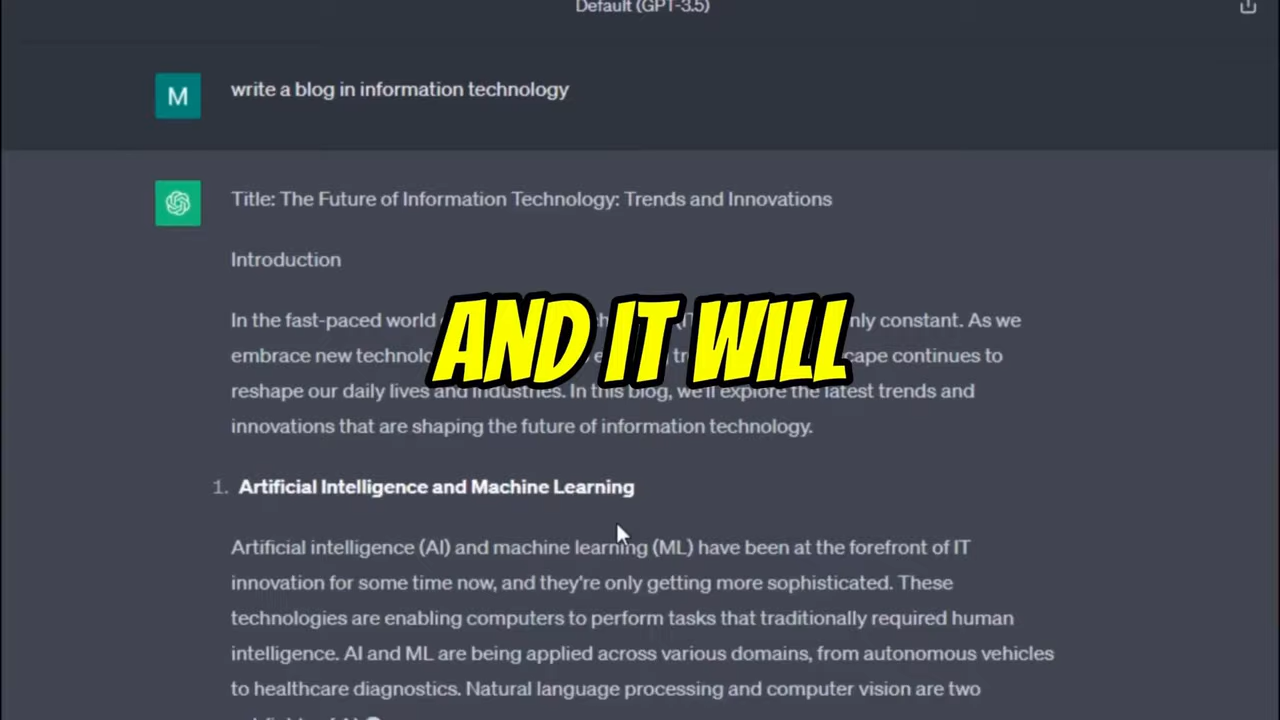 Default (GPT-3.5)
M
write a blog in information technology
Title: The Future of Information Technology: Trends and Innovations
Introduction
In the fast-paced world nly constant. As we
AND IT WILL
embrace new technolo cape continues to
reshape our daily lives and industries. In this blog, we'll explore the latest trends and
innovations that are shaping the future of information technology.
1. Artificial Intelligence and Machine Learning
Artificial intelligence (AI) and machine learning (ML) have been at the forefront of IT
innovation for some time now, and they're only getting more sophisticated. These
technologies are enabling computers to perform tasks that traditionally required human
intelligence. AI and ML are being applied across various domains, from autonomous vehicles
to healthcare diagnostics. Natural language processing and computer vision are two